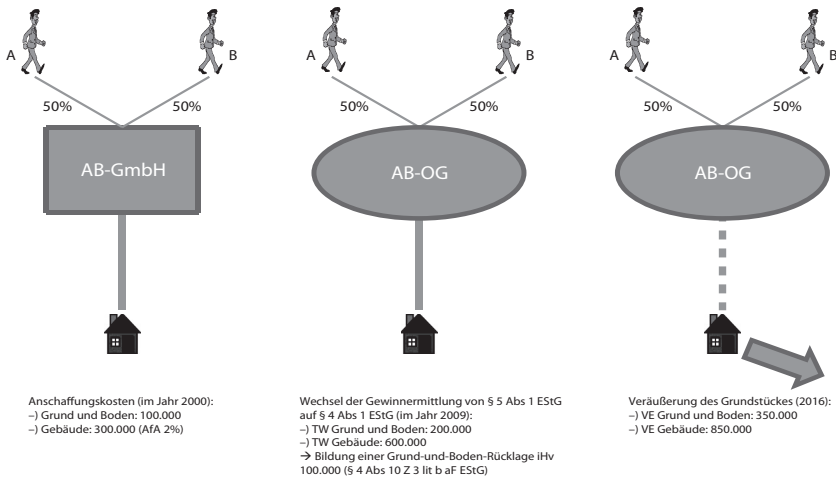 A
B
50%
50%
AB-GmbH
Anschaffungskosten (im Jahr 2000):
–) Grund und Boden: 100.000
–) Gebäude: 300.000 (AfA 2%)
A
B
50%
50%
AB-OG
Wechsel der Gewinnermittlung von § 5 Abs 1 EStG
auf § 4 Abs 1 EStG (im Jahr 2009):
–) TW Grund und Boden: 200.000
–) TW Gebäude: 600.000
→ Bildung einer Grund-und-Boden-Rücklage iHv
100.000 (§ 4 Abs 10 Z 3 lit b aF EStG)
A
B
50%
50%
AB-OG
Veräußerung des Grundstückes (2016):
–) VE Grund und Boden: 350.000
–) VE Gebäude: 850.000